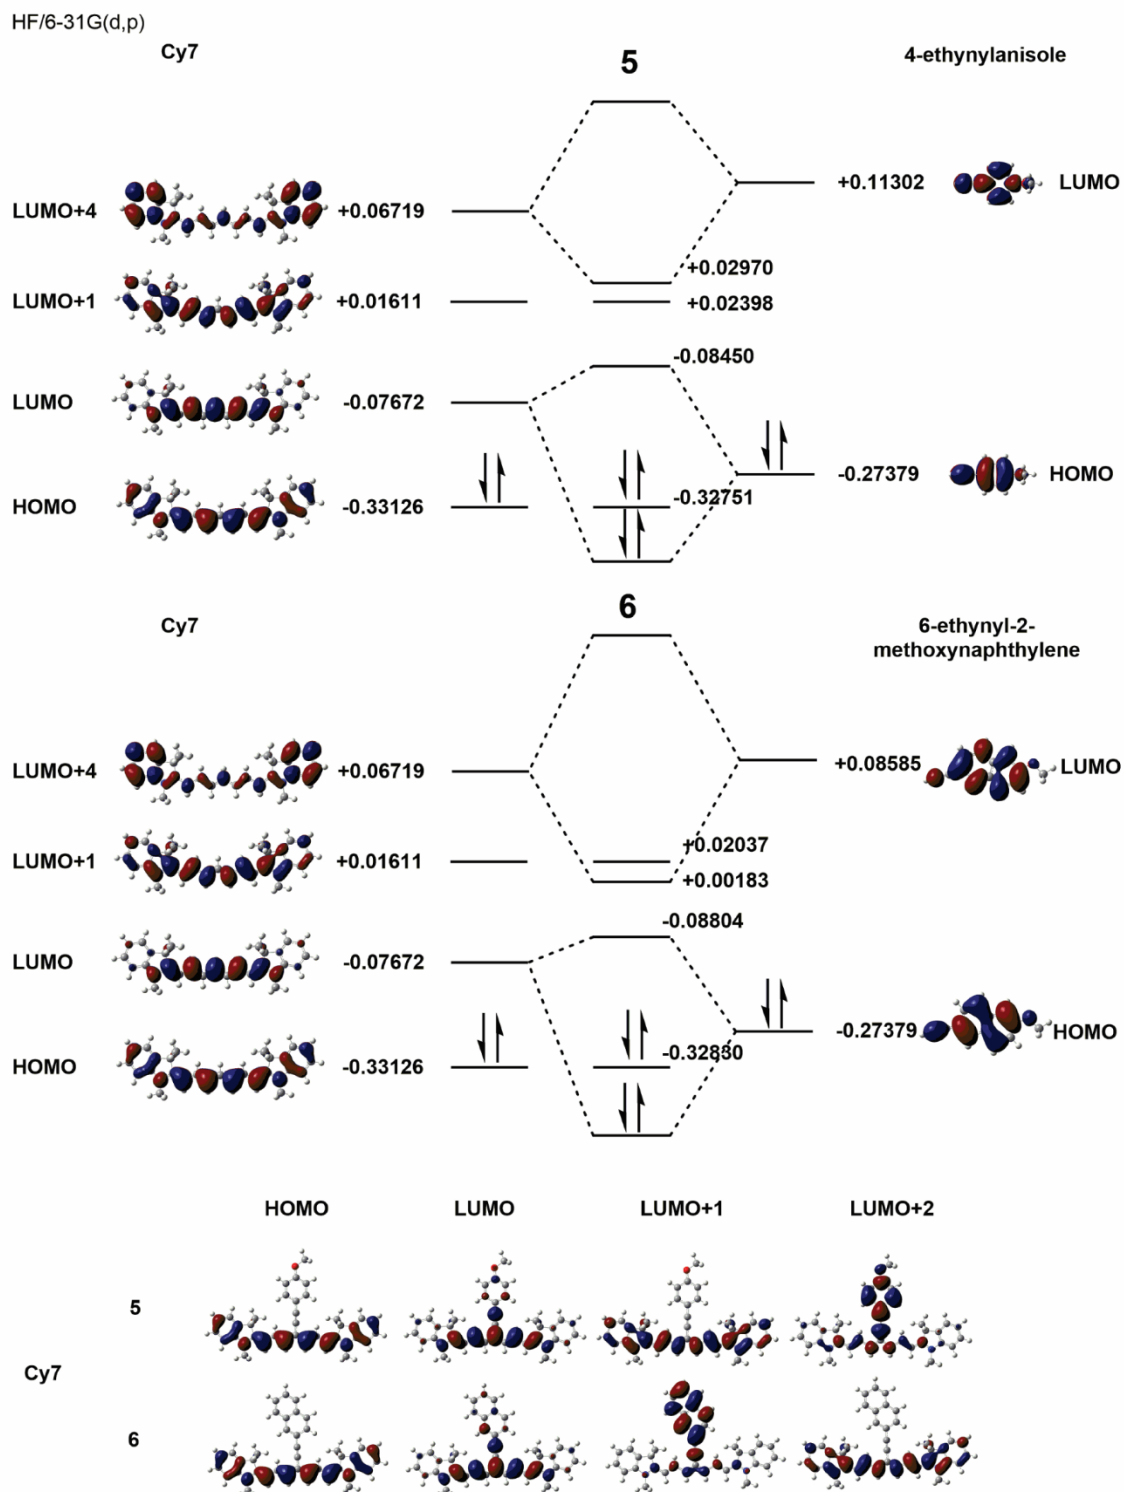 HF/6-31G(d,p)
Cy7
5
4-ethynylanisole
LUMO+4
+0.06719
+0.11302
LUMO
+0.02970
LUMO+1
+0.01611
+0.02398
-0.08450
LUMO
-0.07672
-0.27379
HOMO
HOMO
-0.33126
-0.32751
Cy7
6
6-ethynyl-2-
methoxynaphthylene
LUMO+4
+0.06719
+0.08585
LUMO
+0.02037
LUMO+1
+0.01611
+0.00183
-0.08804
LUMO
-0.07672
-0.27379
HOMO
-0.32830
HOMO
-0.33126
HOMO
LUMO
LUMO+1
LUMO+2
5
Cy7
6